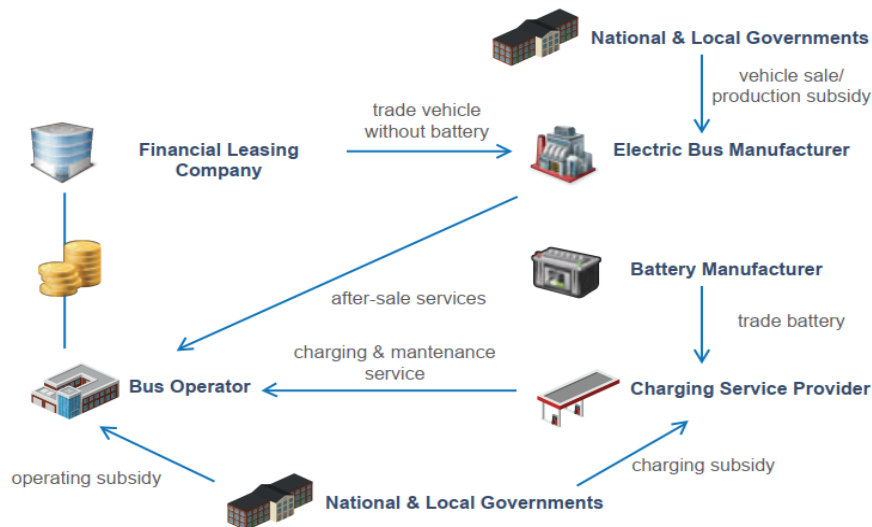 National & Local Governments
vehicle sale/
production subsidy
trade vehicle
without battery
Financial Leasing
Company
Electric Bus Manufacturer
Battery Manufacturer
after-sale services
trade battery
charging & mantenance
service
Bus Operator
Charging Service Provider
operating subsidy
charging subsidy
National & Local Governments